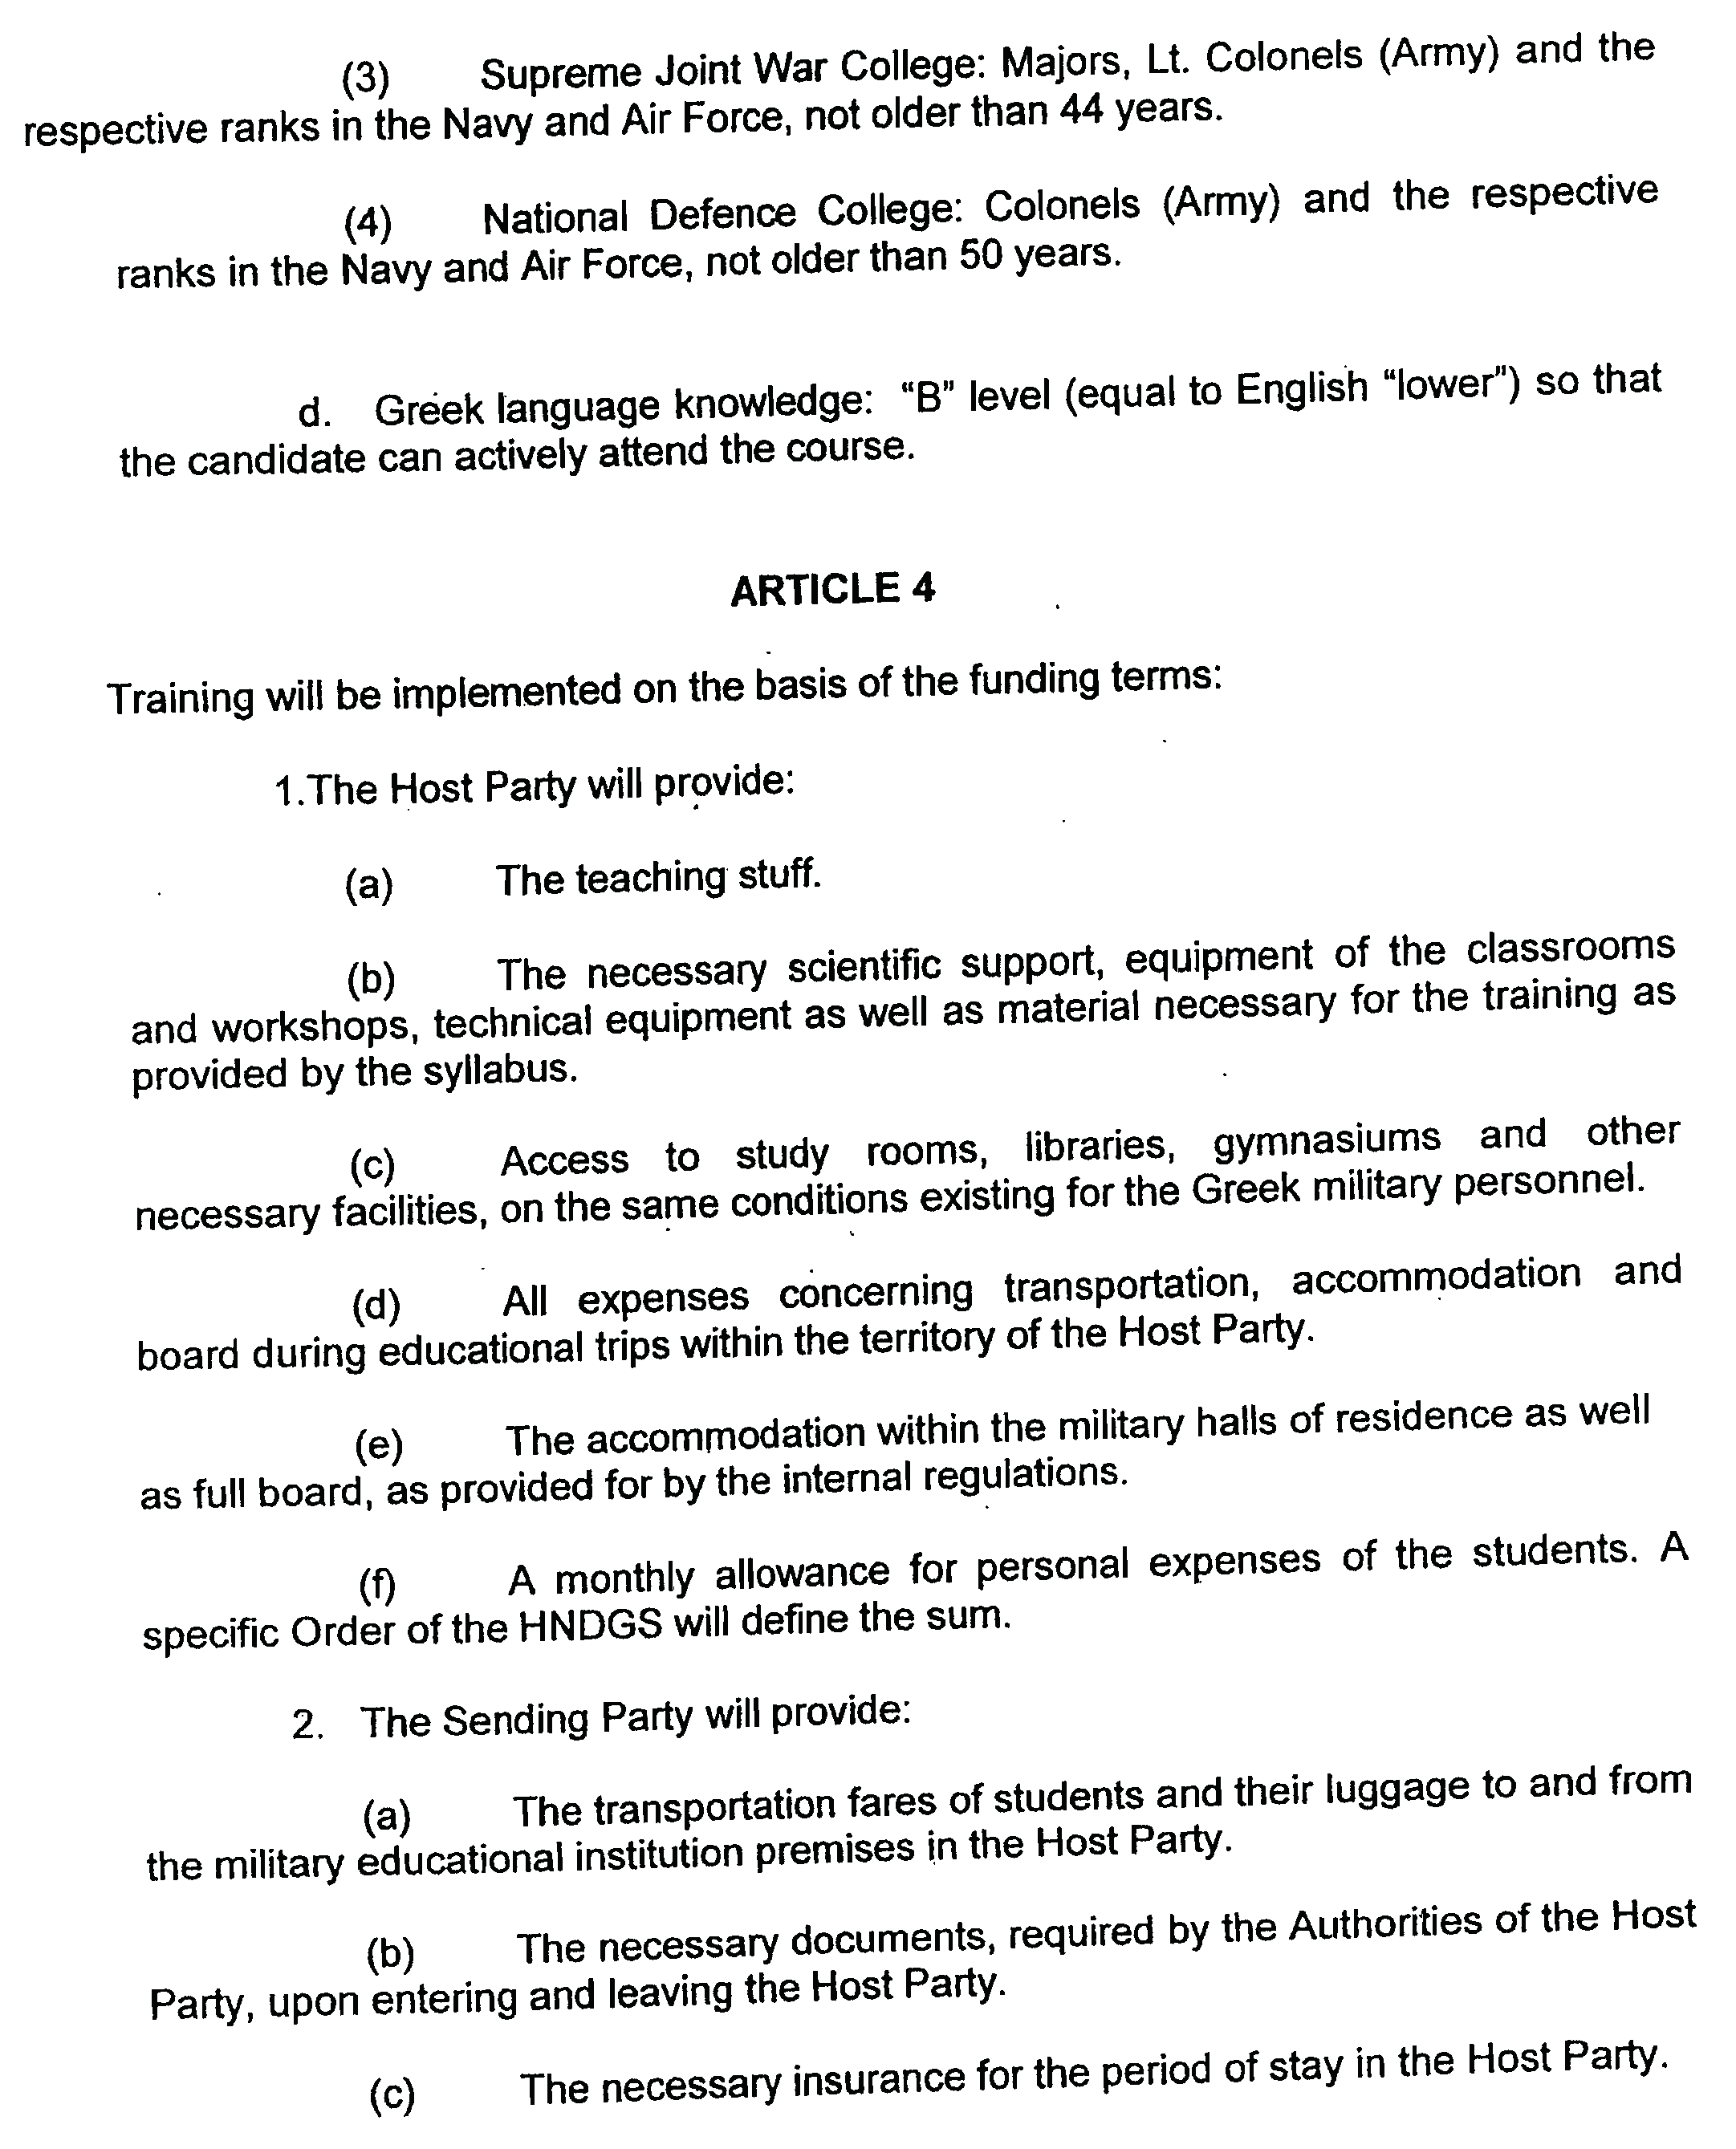 (3) Supreme Joint War College: Majors, Lt. Colonels (Army) and the
respective ranks in the Navy and Air Force, not older than 44 years.
(4) National Defence College: Colonels (Army) and the respective
ranks in the Navy and Air Force, not older than 50 years.
d. Greek language knowledge: “B” level (equal to English “lower”) so that
the candidate can actively attend the course.
ARTICLE 4
Training will be implemented on the basis of the funding terms:
1.The Host Party will provide:
(a) The teaching stuff.
(b) The necessary scientific support, equipment of the classrooms
and workshops, technical equipment as well as material necessary for the training as
provided by the syllabus.
(c) Access to study rooms, libraries, gymnasiums and other
necessary facilities, on the same conditions existing for the Greek military personnel.
(d) All expenses concerning transportation, accommodation and
board during educational trips within the territory of the Host Party.
(e) The accommodation within the military halls of residence as well
as full board, as provided for by the internal regulations.
(f) A monthly allowance for personal expenses of the students. A
specific Order of the HNDGS will define the sum.
2. The Sending Party will provide:
(a) The transportation fares of students and their luggage to and from
the military educational institution premises in the Host Party.
(b) The necessary documents, required by the Authorities of the Host
Party, upon entering and leaving the Host Party.
(c) The necessary insurance for the period of stay in the Host Party.